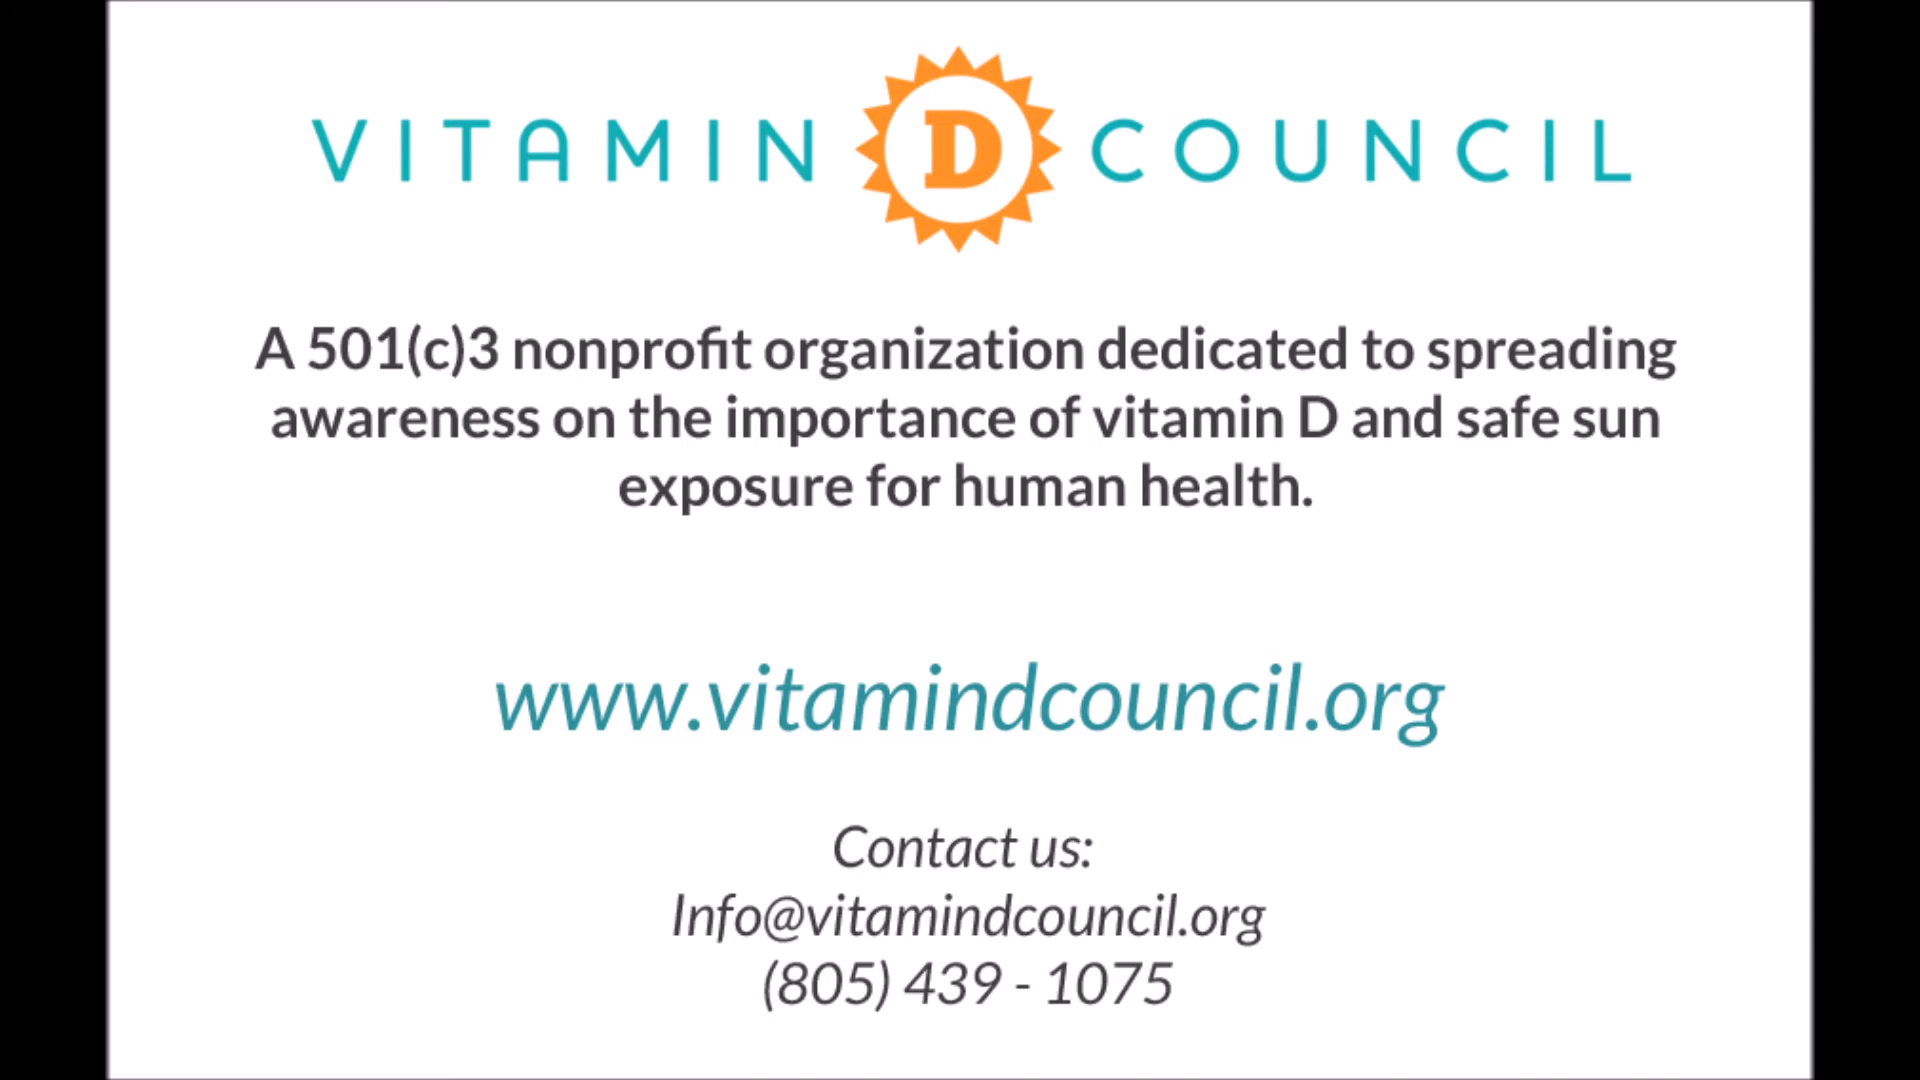 VITAMIN D COUNCIL
A 501(c)3 nonprofit organization dedicated to spreading
awareness on the importance of vitamin D and safe sun
exposure for human health.
www.vitamindcouncil.org
Contact us:
Info@vitamindcouncil.org
(805) 439 - 1075